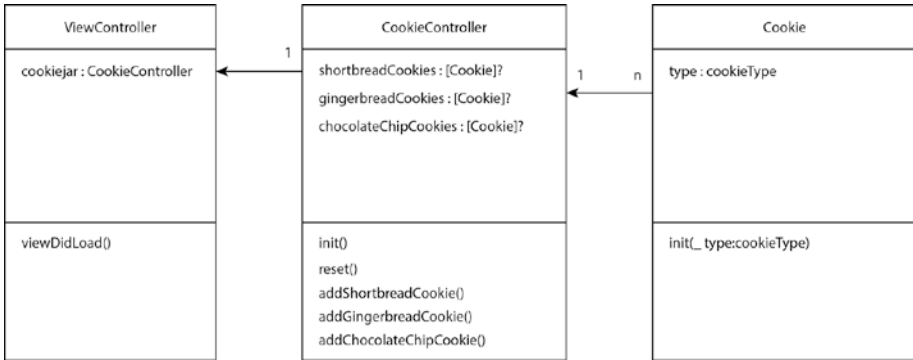 ViewController
cookiejar : CookieController
viewDidLoad()
1
CookieController
shortbreadCookies : [Cookie]?
gingerbreadCookies : [Cookie]?
chocolateChipCookies : [Cookie]?
init()
reset()
addShortbreadCookie()
addGingerbreadCookie()
addChocolateChipCookie()
1 n
Cookie
type : cookieType
init(_ type:cookieType)